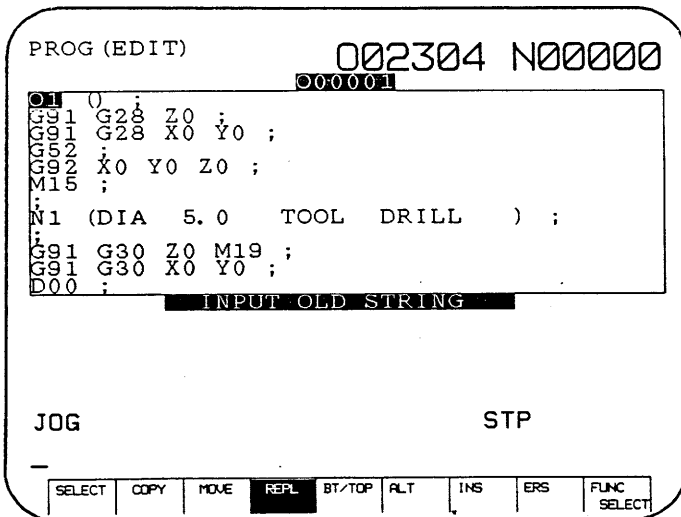 PROG (EDIT) O02304 N00000
O00001
O1 () ;
G91 G28 Z0 ;
G91 G28 X0 Y0 ;
G52 ;
G92 X0 Y0 Z0 ;
M15 ;
;
N1 (DIA 5.0 TOOL DRILL ) ;
;
G91 G30 Z0 M19 ;
G91 G30 X0 Y0 ;
D00 ;
INPUT OLD STRING
JOG STP
_
SELECT COPY MOVE REPL BT/TOP ALT INS ERS FUNC SELECT